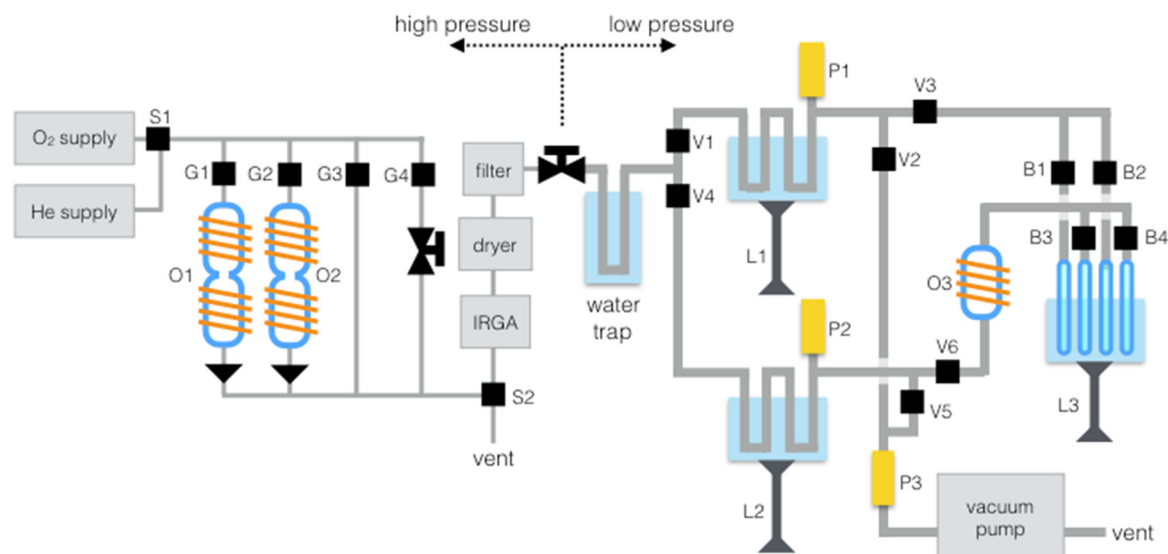 high pressure
low pressure
P1
V3
S1
O₂ supply
G1
G2
G3
G4
filter
V1
V2
B1
B2
He supply
V4
dryer
B3
B4
O1
O2
L1
O3
IRGA
water
trap
P2
V6
S2
V5
L3
vent
L2
P3
vacuum
pump
vent